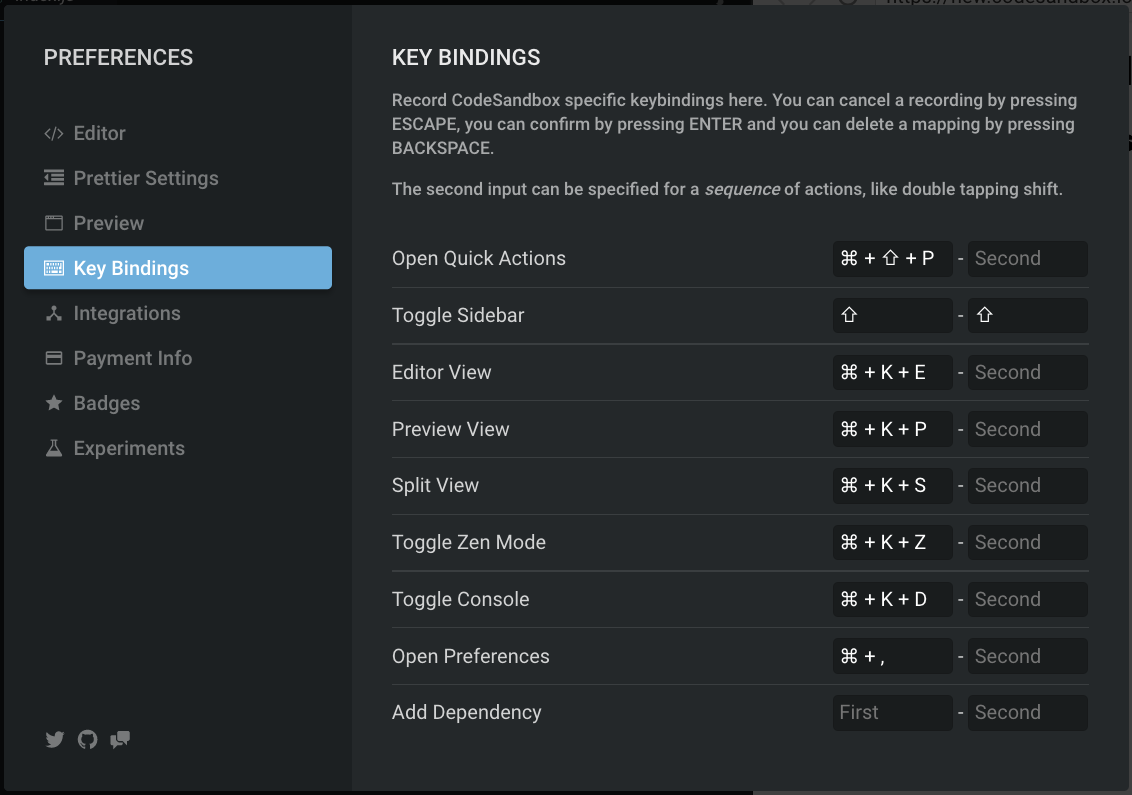 PREFERENCES
Editor
Prettier Settings
Preview
Key Bindings
Integrations
Payment Info
Badges
Experiments
KEY BINDINGS
Record CodeSandbox specific keybindings here. You can cancel a recording by pressing
ESCAPE, you can confirm by pressing ENTER and you can delete a mapping by pressing
BACKSPACE.
The second input can be specified for a sequence of actions, like double tapping shift.
Open Quick Actions ⌘ + ⇧ + P - Second
Toggle Sidebar ⇧ - ⇧
Editor View ⌘ + K + E - Second
Preview View ⌘ + K + P - Second
Split View ⌘ + K + S - Second
Toggle Zen Mode ⌘ + K + Z - Second
Toggle Console ⌘ + K + D - Second
Open Preferences ⌘ + , - Second
Add Dependency First - Second